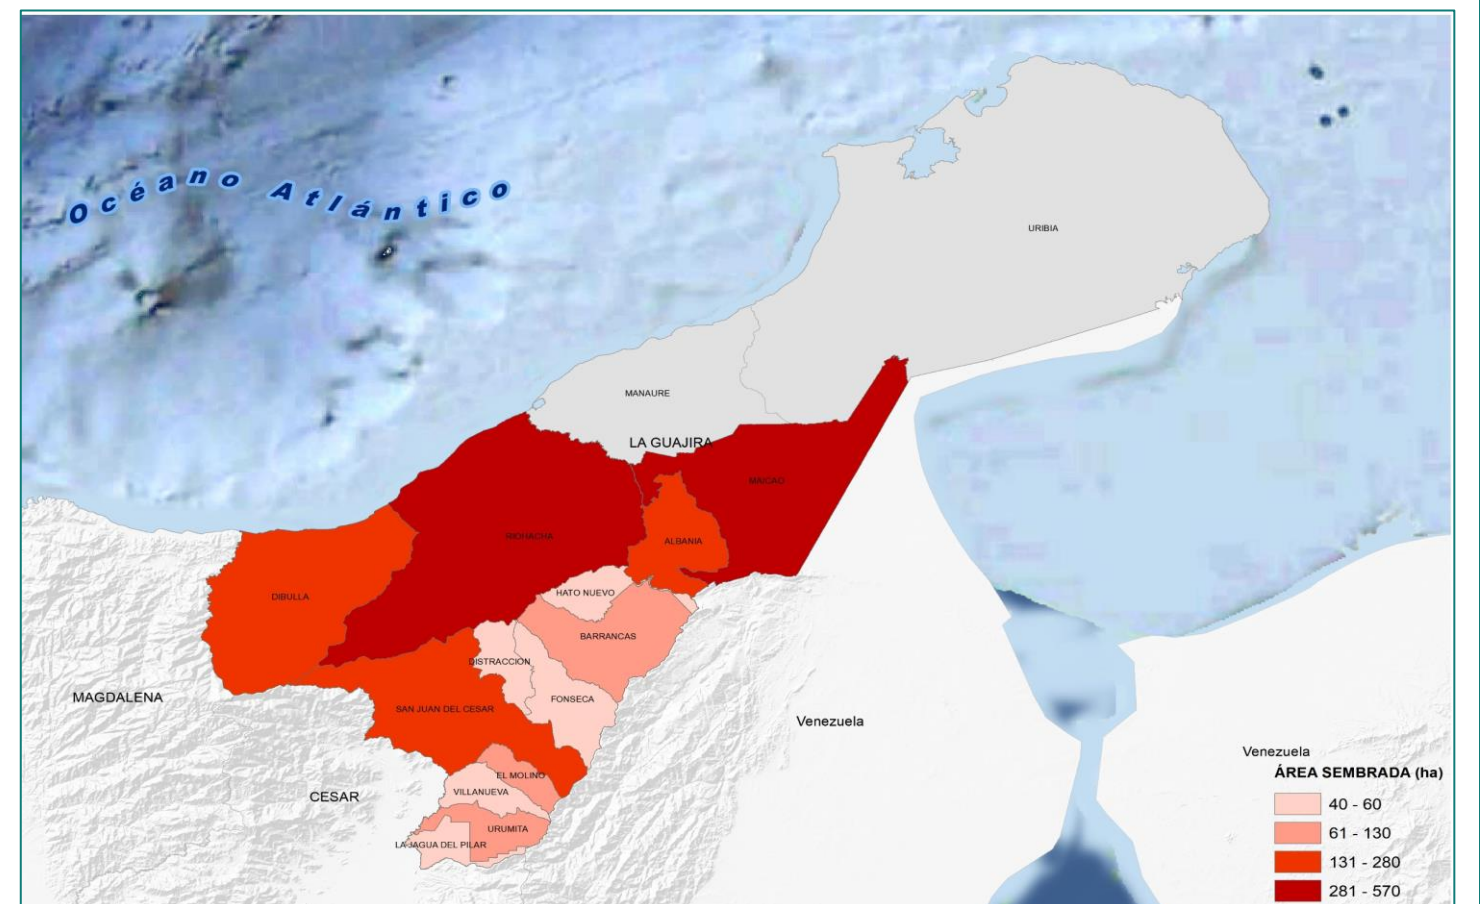 Océano Atlántico
URIBIA
MANAURE
LA GUAJIRA
MAICAO
RIOHACHA
ALBANIA
DIBULLA
HATO NUEVO
BARRANCAS
DISTRACCION
MAGDALENA
FONSECA
SAN JUAN DEL CESAR
Venezuela
Venezuela
EL MOLINO
VILLANUEVA
CESAR
URUMITA
LA JAGUA DEL PILAR
ÁREA SEMBRADA (ha)
40 - 60
61 - 130
131 - 280
281 - 570